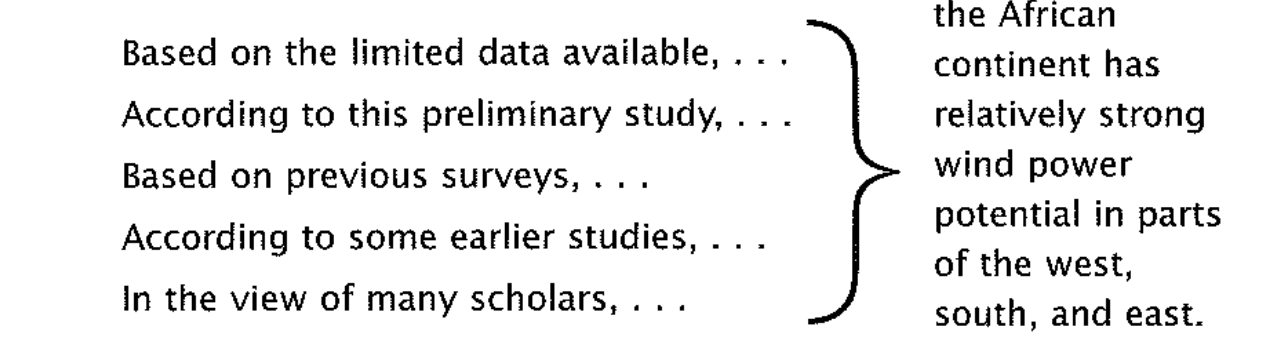 Based on the limited data available, . . .
According to this preliminary study, . . .
Based on previous surveys, . . .
According to some earlier studies, . . .
In the view of many scholars, . . .
the African
continent has
relatively strong
wind power
potential in parts
of the west,
south, and east.